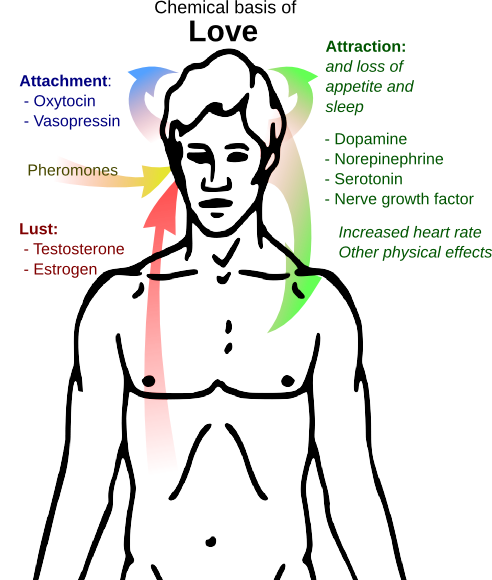 Chemical basis of
Love
Attachment:
- Oxytocin
- Vasopressin
Pheromones
Lust:
- Testosterone
- Estrogen
Attraction:
and loss of
appetite and
sleep
- Dopamine
- Norepinephrine
- Serotonin
- Nerve growth factor
Increased heart rate
Other physical effects